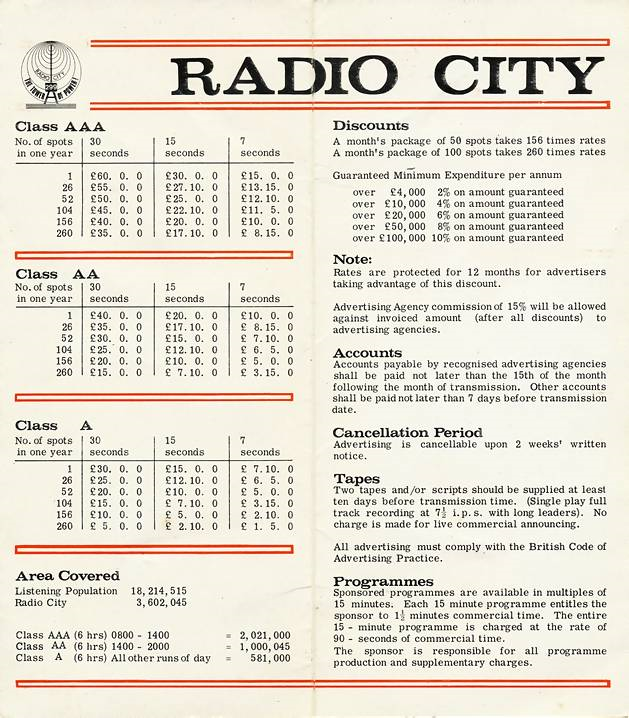 RADIO CITY
THE TOWER OF POWER!
RADIO CITY
Class AAA
No. of spots in one year | 30 seconds | 15 seconds | 7 seconds
1 £60. 0. 0 £30. 0. 0 £15. 0. 0
26 £55. 0. 0 £27.10. 0 £13.15. 0
52 £50. 0. 0 £25. 0. 0 £12.10. 0
104 £45. 0. 0 £22.10. 0 £11. 5. 0
156 £40. 0. 0 £20. 0. 0 £10. 0. 0
260 £35. 0. 0 £17.10. 0 £ 8.15. 0
Class AA
No. of spots in one year | 30 seconds | 15 seconds | 7 seconds
1 £40. 0. 0 £20. 0. 0 £10. 0. 0
26 £35. 0. 0 £17.10. 0 £ 8.15. 0
52 £30. 0. 0 £15. 0. 0 £ 7.10. 0
104 £25. 0. 0 £12.10. 0 £ 6. 5. 0
156 £20. 0. 0 £10. 0. 0 £ 5. 0. 0
260 £15. 0. 0 £ 7.10. 0 £ 3.15. 0
Class A
No. of spots in one year | 30 seconds | 15 seconds | 7 seconds
1 £30. 0. 0 £15. 0. 0 £ 7.10. 0
26 £25. 0. 0 £12.10. 0 £ 6. 5. 0
52 £20. 0. 0 £10. 0. 0 £ 5. 0. 0
104 £15. 0. 0 £ 7.10. 0 £ 3.15. 0
156 £10. 0. 0 £ 5. 0. 0 £ 2.10. 0
260 £ 5. 0. 0 £ 2.10. 0 £ 1. 5. 0
Area Covered
Listening Population 18,214,515
Radio City 3,602,045
Class AAA (6 hrs) 0800 - 1400 = 2,021,000
Class AA (6 hrs) 1400 - 2000 = 1,000,045
Class A (6 hrs) All other runs of day = 581,000
Discounts
A month's package of 50 spots takes 156 times rates
A month's package of 100 spots takes 260 times rates
Guaranteed Minimum Expenditure per annum
over £4,000 2% on amount guaranteed
over £10,000 4% on amount guaranteed
over £20,000 6% on amount guaranteed
over £50,000 8% on amount guaranteed
over £100,000 10% on amount guaranteed
Note:
Rates are protected for 12 months for advertisers
taking advantage of this discount.
Advertising Agency commission of 15% will be allowed
against invoiced amount (after all discounts) to
advertising agencies.
Accounts
Accounts payable by recognised advertising agencies
shall be paid not later than the 15th of the month
following the month of transmission. Other accounts
shall be paid not later than 7 days before transmission
date.
Cancellation Period
Advertising is cancellable upon 2 weeks' written
notice.
Tapes
Two tapes and/or scripts should be supplied at least
ten days before transmission time. (Single play full
track recording at 7½ i.p.s. with long leaders). No
charge is made for live commercial announcing.
All advertising must comply with the British Code of
Advertising Practice.
Programmes
Sponsored programmes are available in multiples of
15 minutes. Each 15 minute programme entitles the
sponsor to 1½ minutes commercial time. The entire
15 - minute programme is charged at the rate of
90 - seconds of commercial time.
The sponsor is responsible for all programme
production and supplementary charges.